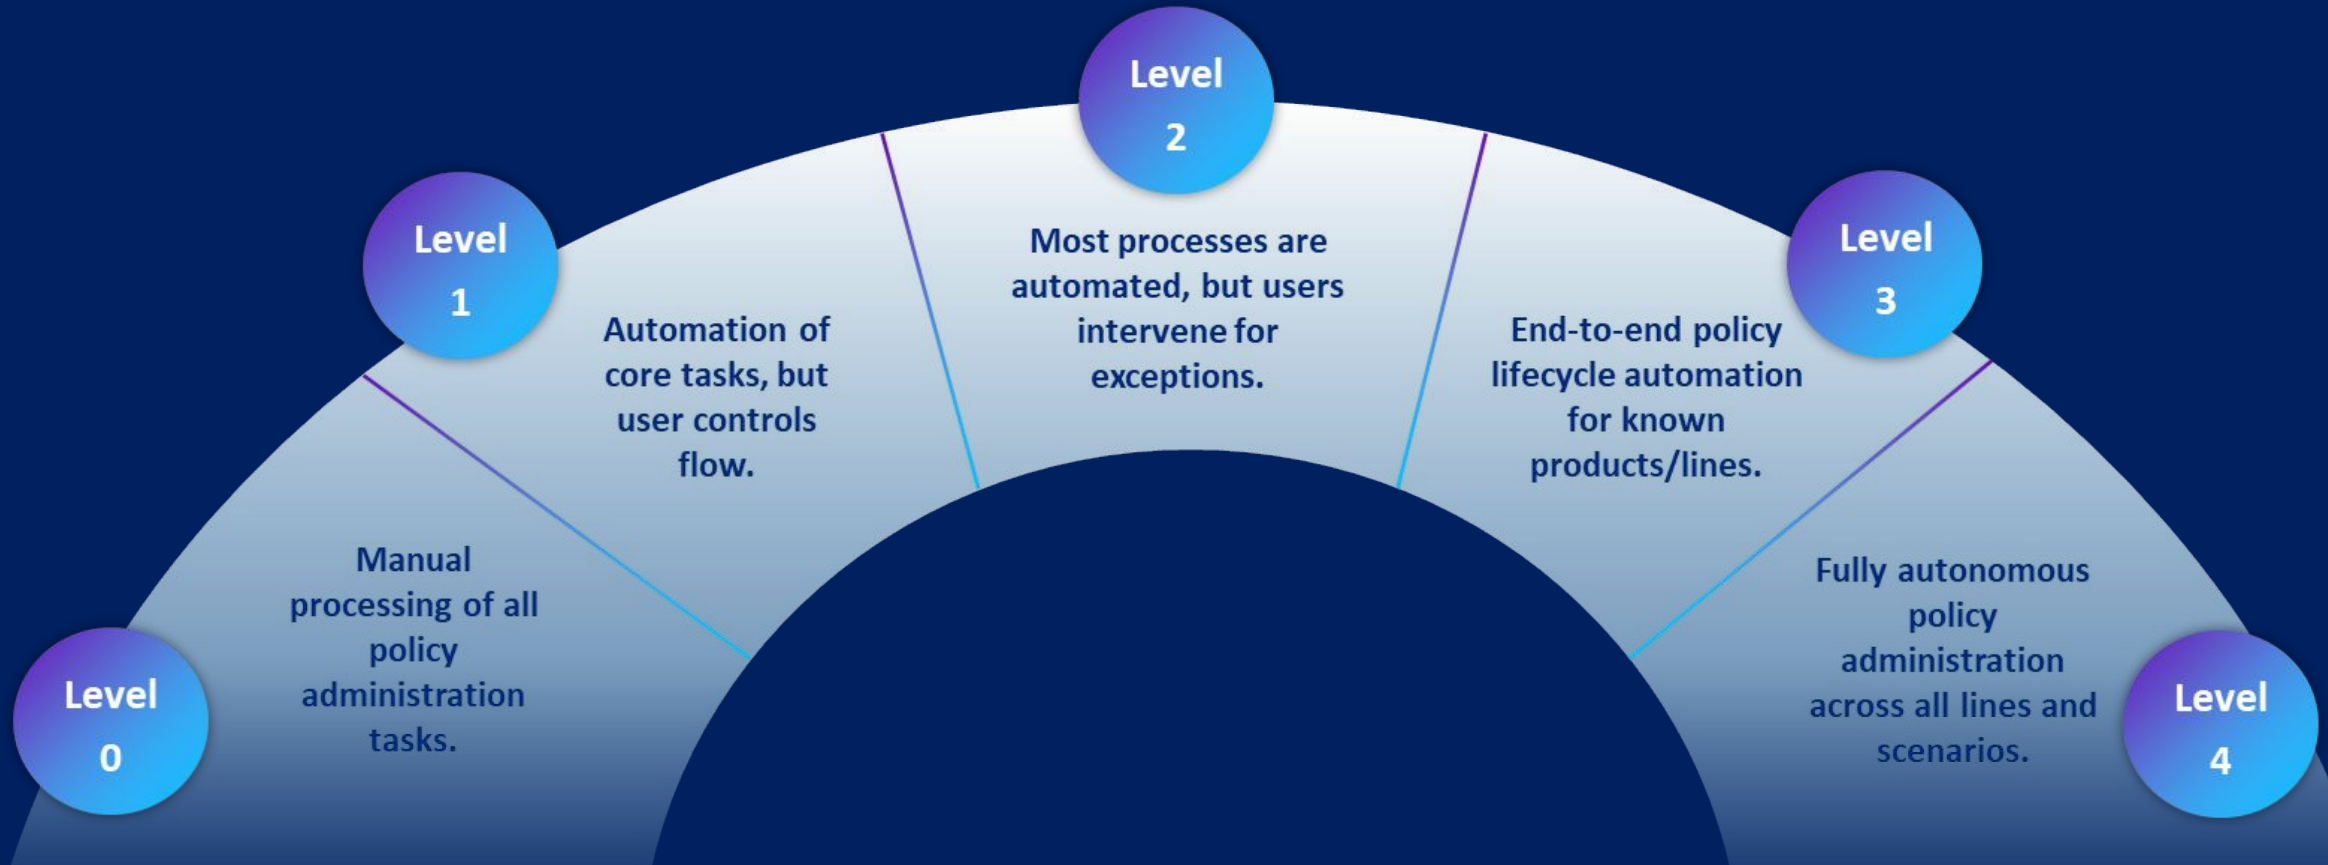 Level
0
Manual
processing of all
policy
administration
tasks.
Level
1
Automation of
core tasks, but
user controls
flow.
Level
2
Most processes are
automated, but users
intervene for
exceptions.
Level
3
End-to-end policy
lifecycle automation
for known
products/lines.
Level
4
Fully autonomous
policy
administration
across all lines and
scenarios.